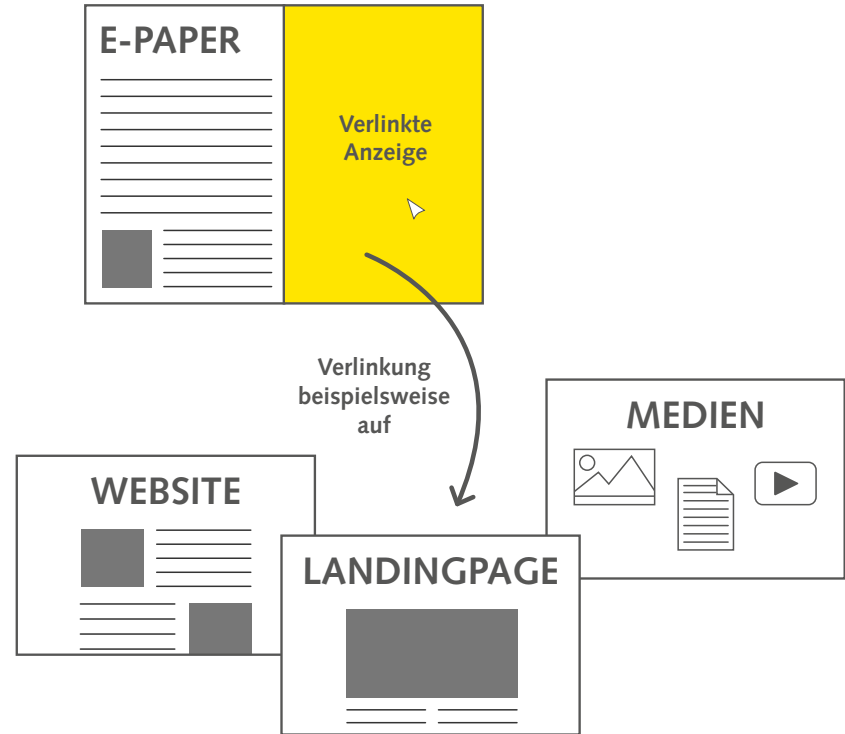 E-PAPER
Verlinkte
Anzeige
Verlinkung
beispielsweise
auf
MEDIEN
WEBSITE
LANDINGPAGE